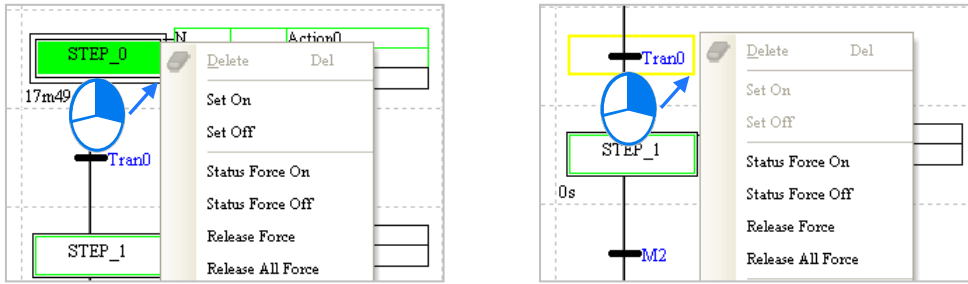 N Action0
STEP_0
Delete Del
17m49
Set On
Set Off
Tran0
Status Force On
Status Force Off
Release Force
STEP_1
Release All Force
Tran0
Delete Del
Set On
Set Off
STEP_1
Status Force On
0s
Status Force Off
Release Force
M2
Release All Force